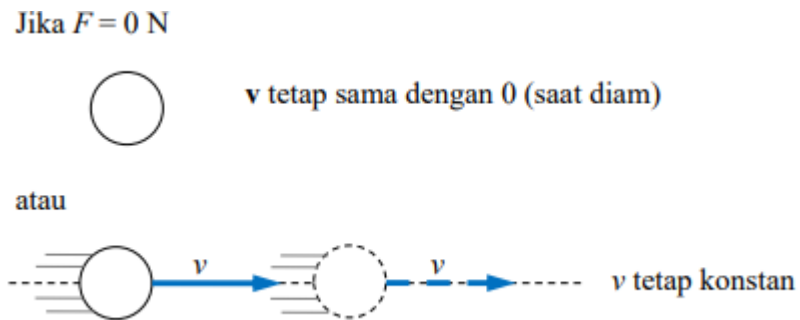 Jika F = 0 N
v tetap sama dengan 0 (saat diam)
atau
v
v
v tetap konstan